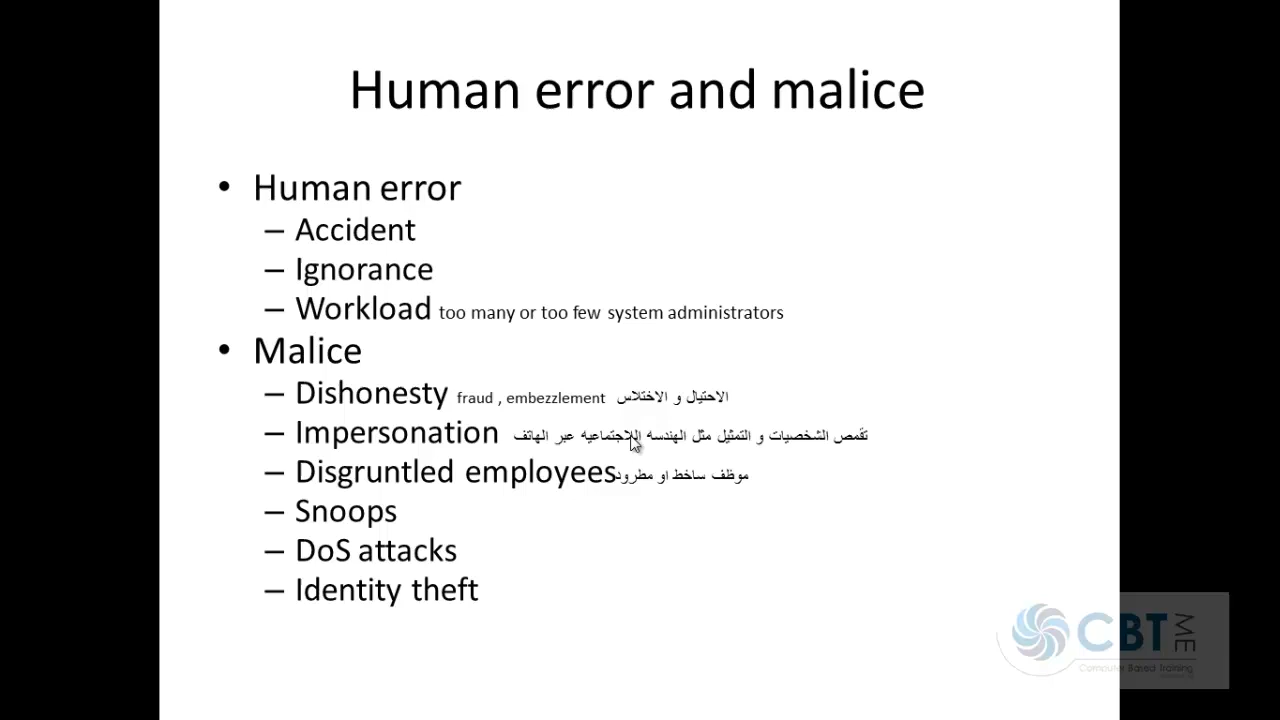 Human error and malice
• Human error
– Accident
– Ignorance
– Workload too many or too few system administrators
• Malice
– Dishonesty fraud , embezzlement الاحتيال و الاختلاس
– Impersonation تقمص الشخصيات و التمثيل مثل الهندسه الاجتماعيه عبر الهاتف
– Disgruntled employees موظف ساخط او مطرود
– Snoops
– DoS attacks
– Identity theft
CBT ME
Computer Based Training